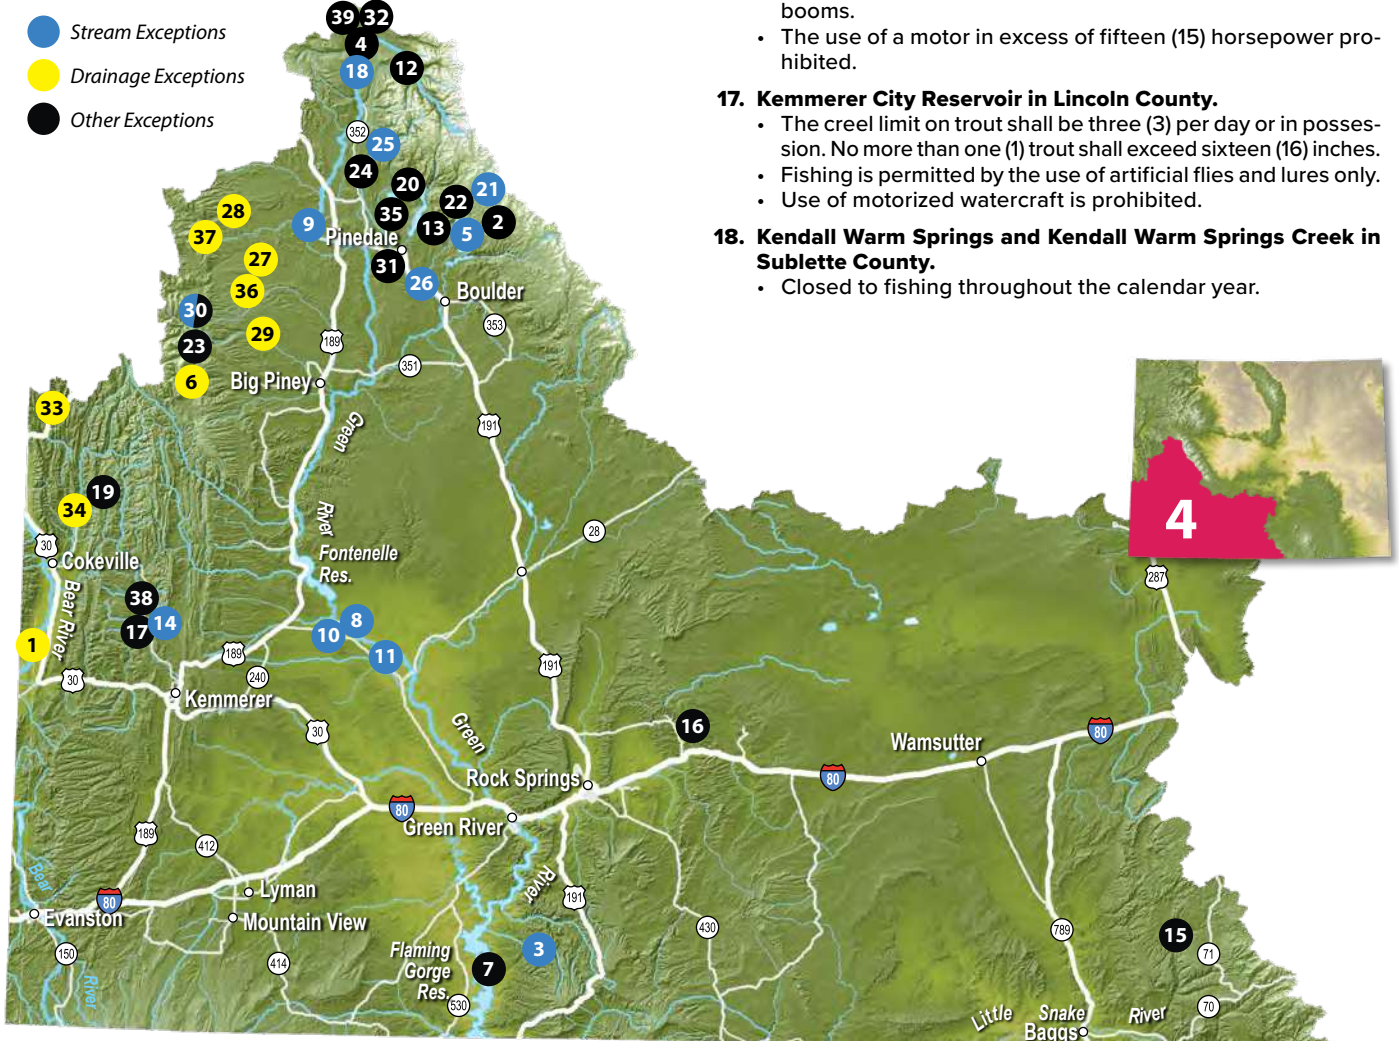 Stream Exceptions
Drainage Exceptions
Other Exceptions
booms.
• The use of a motor in excess of fifteen (15) horsepower pro-
hibited.
17. Kemmerer City Reservoir in Lincoln County.
• The creel limit on trout shall be three (3) per day or in posses-
sion. No more than one (1) trout shall exceed sixteen (16) inches.
• Fishing is permitted by the use of artificial flies and lures only.
• Use of motorized watercraft is prohibited.
18. Kendall Warm Springs and Kendall Warm Springs Creek in
Sublette County.
• Closed to fishing throughout the calendar year.
39
32
4
18
12
352
25
24
20
21
22
28
35
2
9
13
5
37
Pinedale
27
31
26
36
Boulder
30
353
29
189
23
351
6
Big Piney
33
Green
191
19
34
River
28
30
Fontenelle
Res.
Cokeville
4
287
Bear River
38
8
14
17
10
1
189
11
191
240
30
Kemmerer
16
30
Green
80
Wamsutter
Rock Springs
80
80
Green River
189
412
Bear
River
Lyman
191
80
Evanston
Mountain View
430
789
15
3
150
Flaming
Gorge
Res.
71
414
7
River
530
70
Little
Snake
River
Baggs